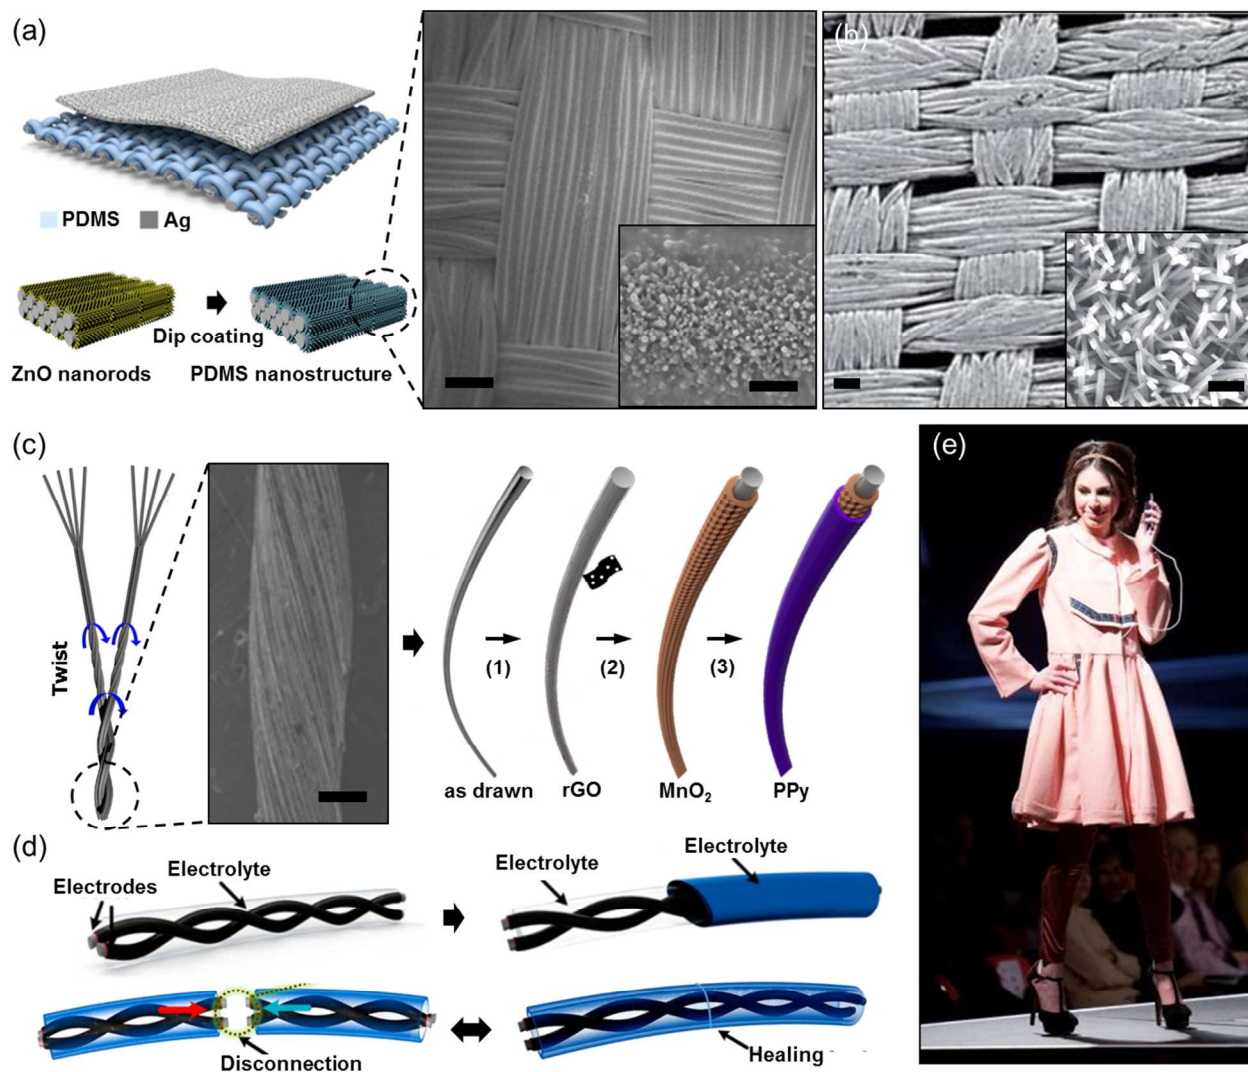 (a)
(b)
PDMS Ag
Dip coating
ZnO nanorods PDMS nanostructure
(c)
(e)
Twist
(1) (2) (3)
as drawn rGO MnO₂ PPy
(d)
Electrodes Electrolyte Electrolyte Electrolyte
Disconnection Healing